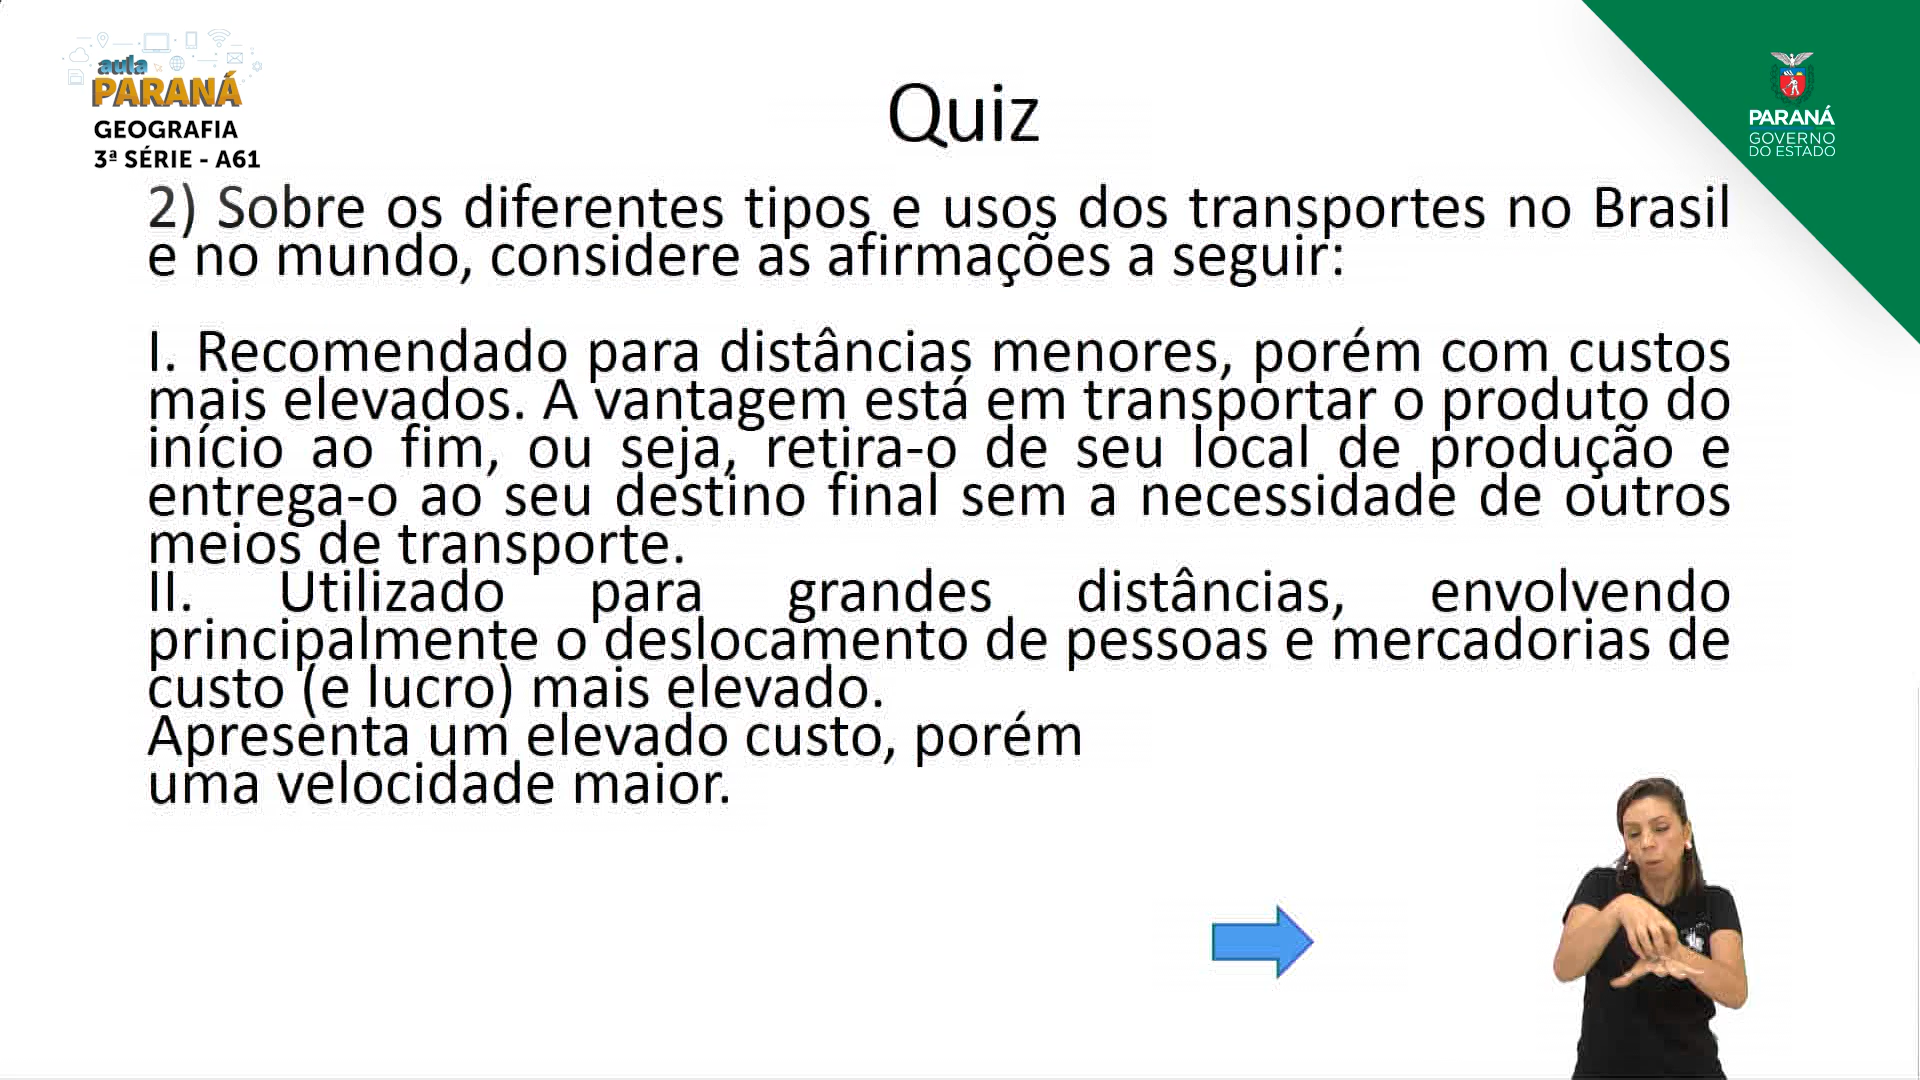 aula
PARANÁ
GEOGRAFIA
3ª SÉRIE - A61
PARANÁ
GOVERNO
DO ESTADO
Quiz
2) Sobre os diferentes tipos e usos dos transportes no Brasil
e no mundo, considere as afirmações a seguir:
I. Recomendado para distâncias menores, porém com custos
mais elevados. A vantagem está em transportar o produto do
início ao fim, ou seja, retira-o de seu local de produção e
entrega-o ao seu destino final sem a necessidade de outros
meios de transporte.
II. Utilizado para grandes distâncias, envolvendo
principalmente o deslocamento de pessoas e mercadorias de
custo (e lucro) mais elevado.
Apresenta um elevado custo, porém
uma velocidade maior.